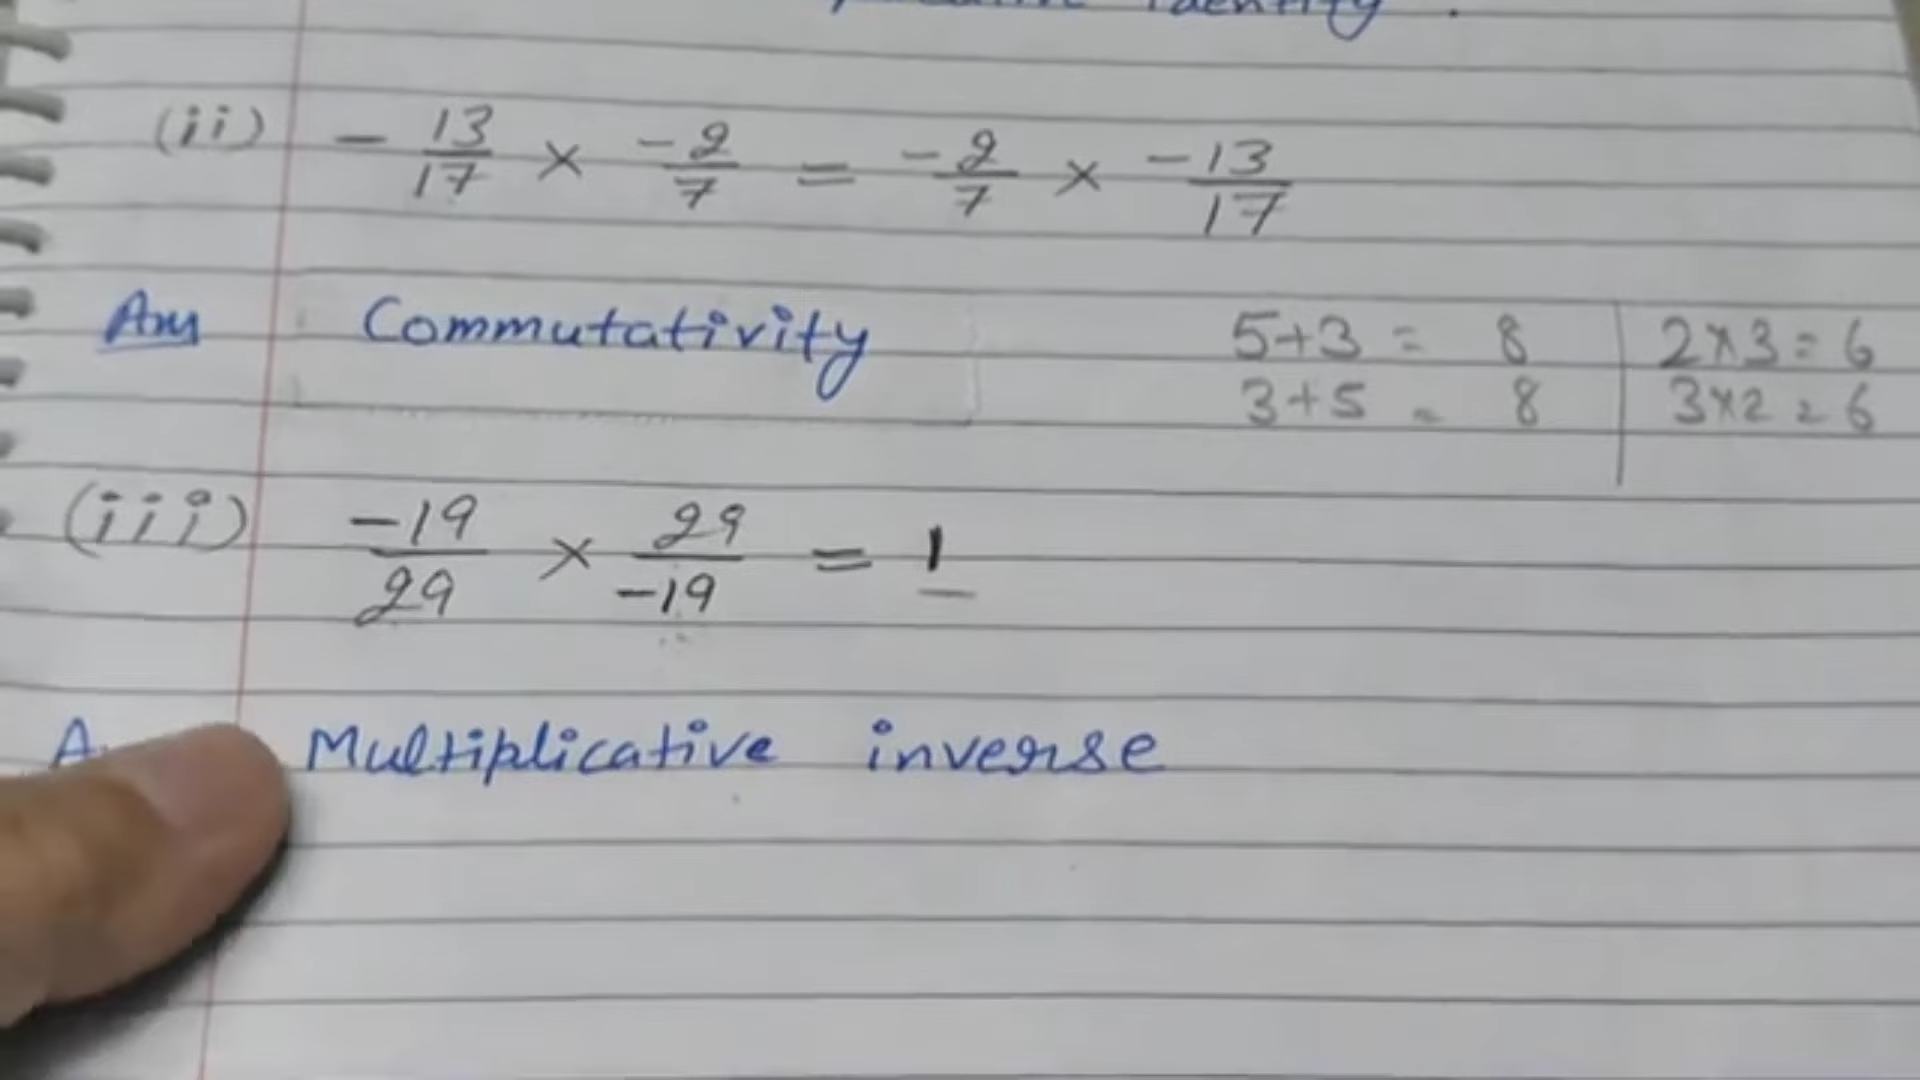 identity.
(ii) - 13/17 × -2/7 = -2/7 × -13/17
Ans Commutativity
5+3 = 8 | 2×3=6
3+5 = 8 | 3×2=6
(iii) -19/29 × 29/-19 = 1
Multiplicative inverse